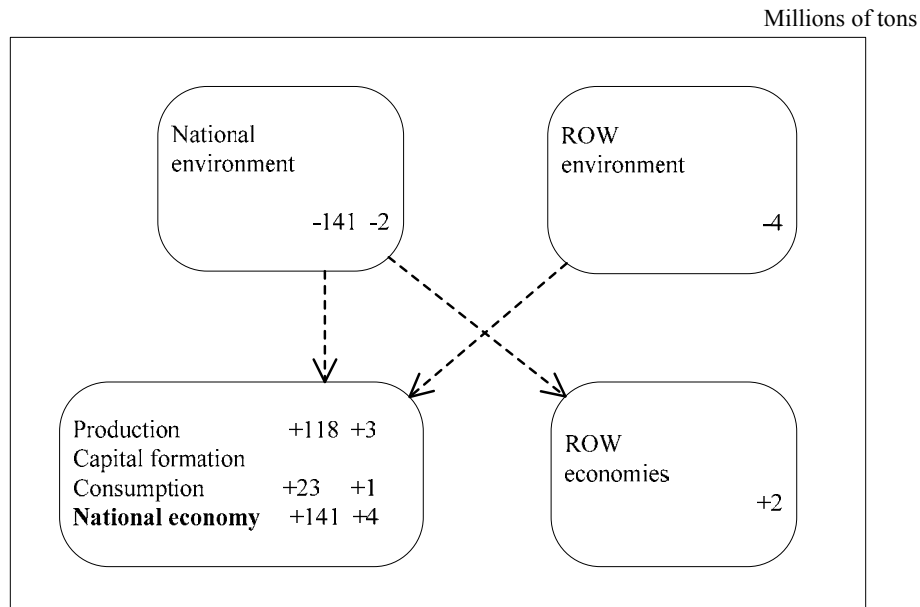 Millions of tons
National
environment
-141 -2
ROW
environment
-4
Production +118 +3
Capital formation
Consumption +23 +1
National economy +141 +4
ROW
economies
+2